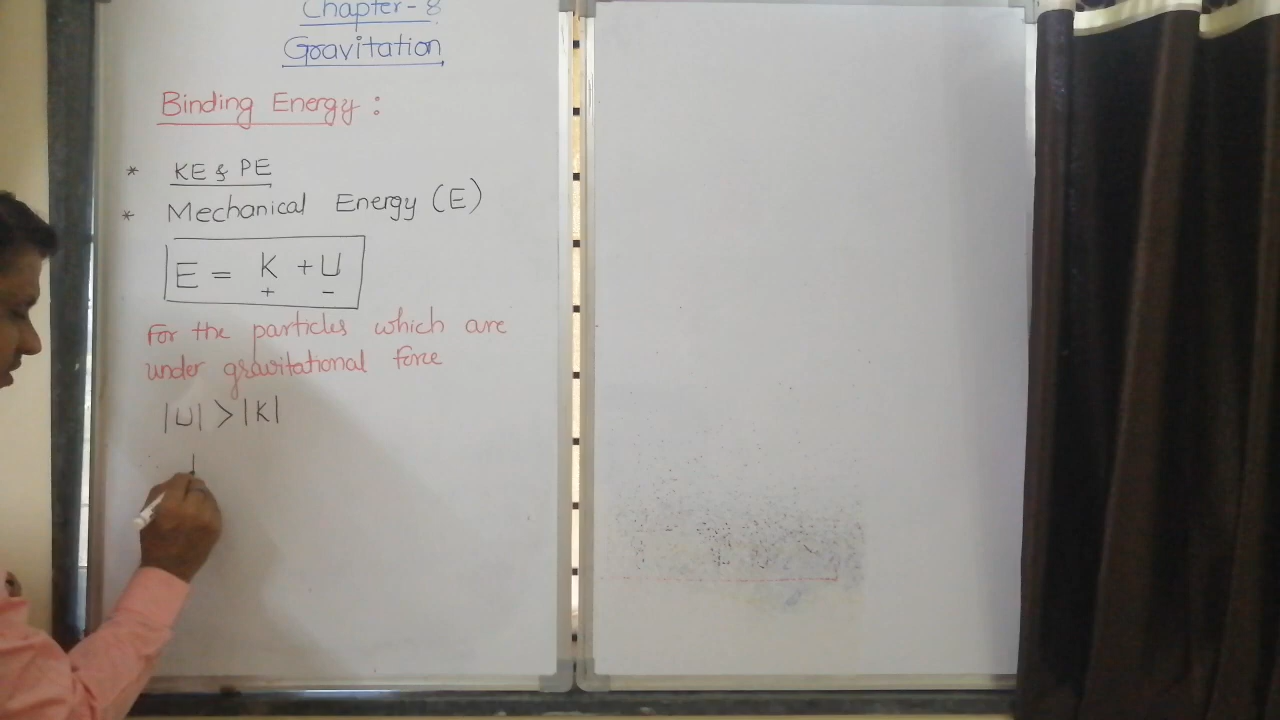 Chapter - 8
Gravitation
Binding Energy :
* KE & PE
* Mechanical Energy (E)
E = K + U
+ -
For the particles which are
under gravitational force
|U| > |K|